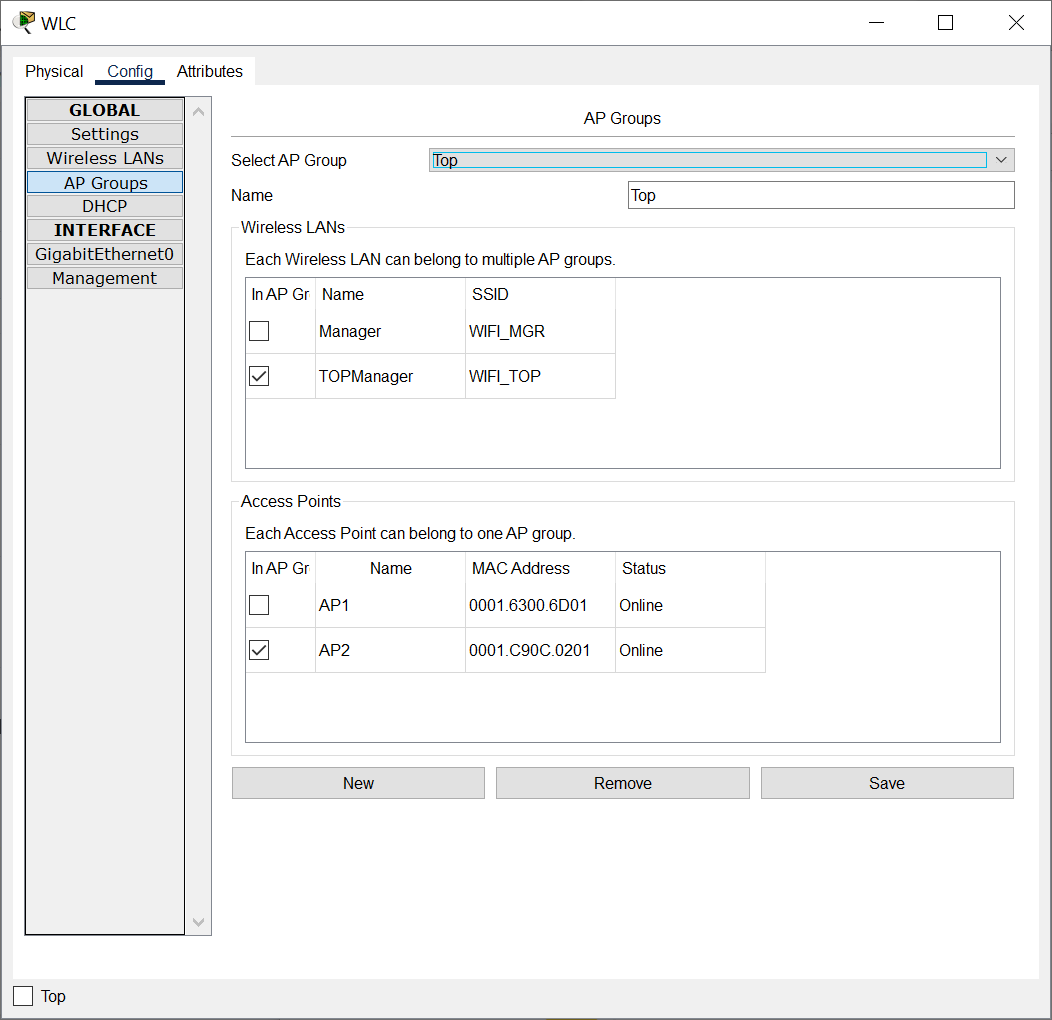 WLC
Physical Config Attributes
GLOBAL
Settings
Wireless LANs
AP Groups
DHCP
INTERFACE
GigabitEthernet0
Management
AP Groups
Select AP Group Top
Name Top
Wireless LANs
Each Wireless LAN can belong to multiple AP groups.
In AP Gr Name SSID
Manager WIFI_MGR
TOPManager WIFI_TOP
Access Points
Each Access Point can belong to one AP group.
In AP Gr Name MAC Address Status
AP1 0001.6300.6D01 Online
AP2 0001.C90C.0201 Online
New Remove Save
Top